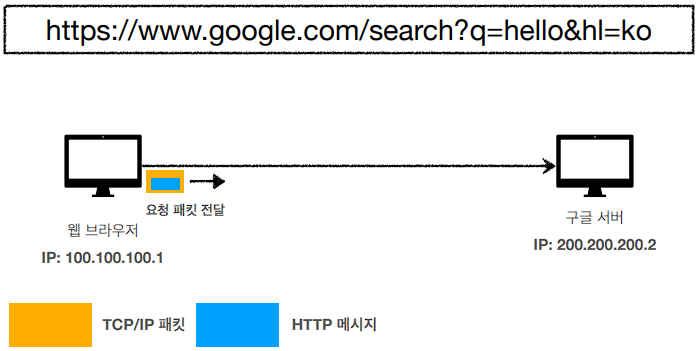 https://www.google.com/search?q=hello&hl=ko
요청 패킷 전달
웹 브라우저
IP: 100.100.100.1
구글 서버
IP: 200.200.200.2
TCP/IP 패킷
HTTP 메시지